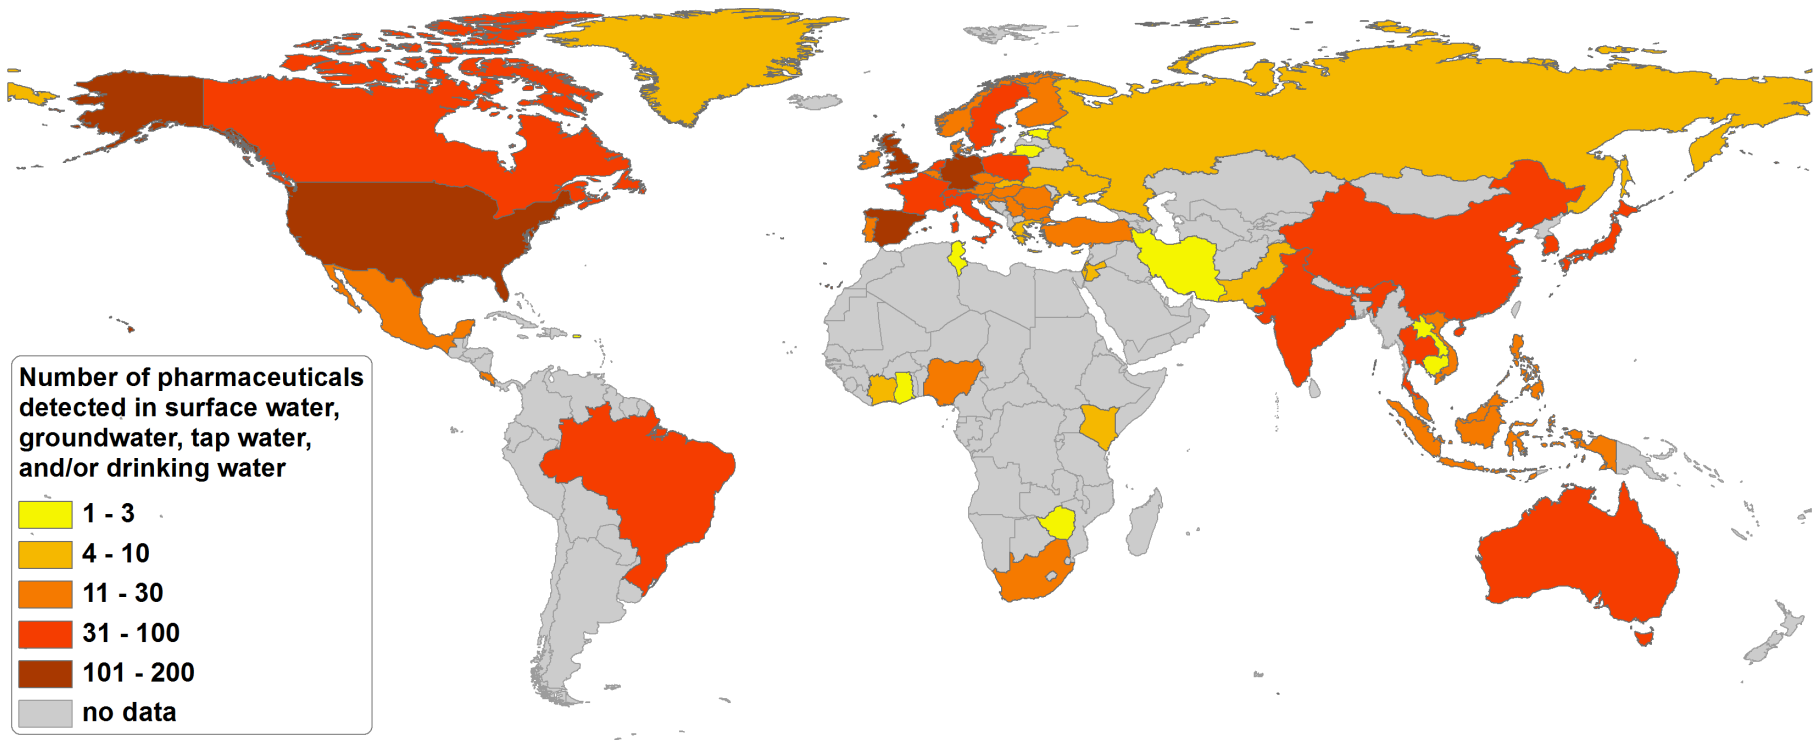 Number of pharmaceuticals
detected in surface water,
groundwater, tap water,
and/or drinking water
1 - 3
4 - 10
11 - 30
31 - 100
101 - 200
no data